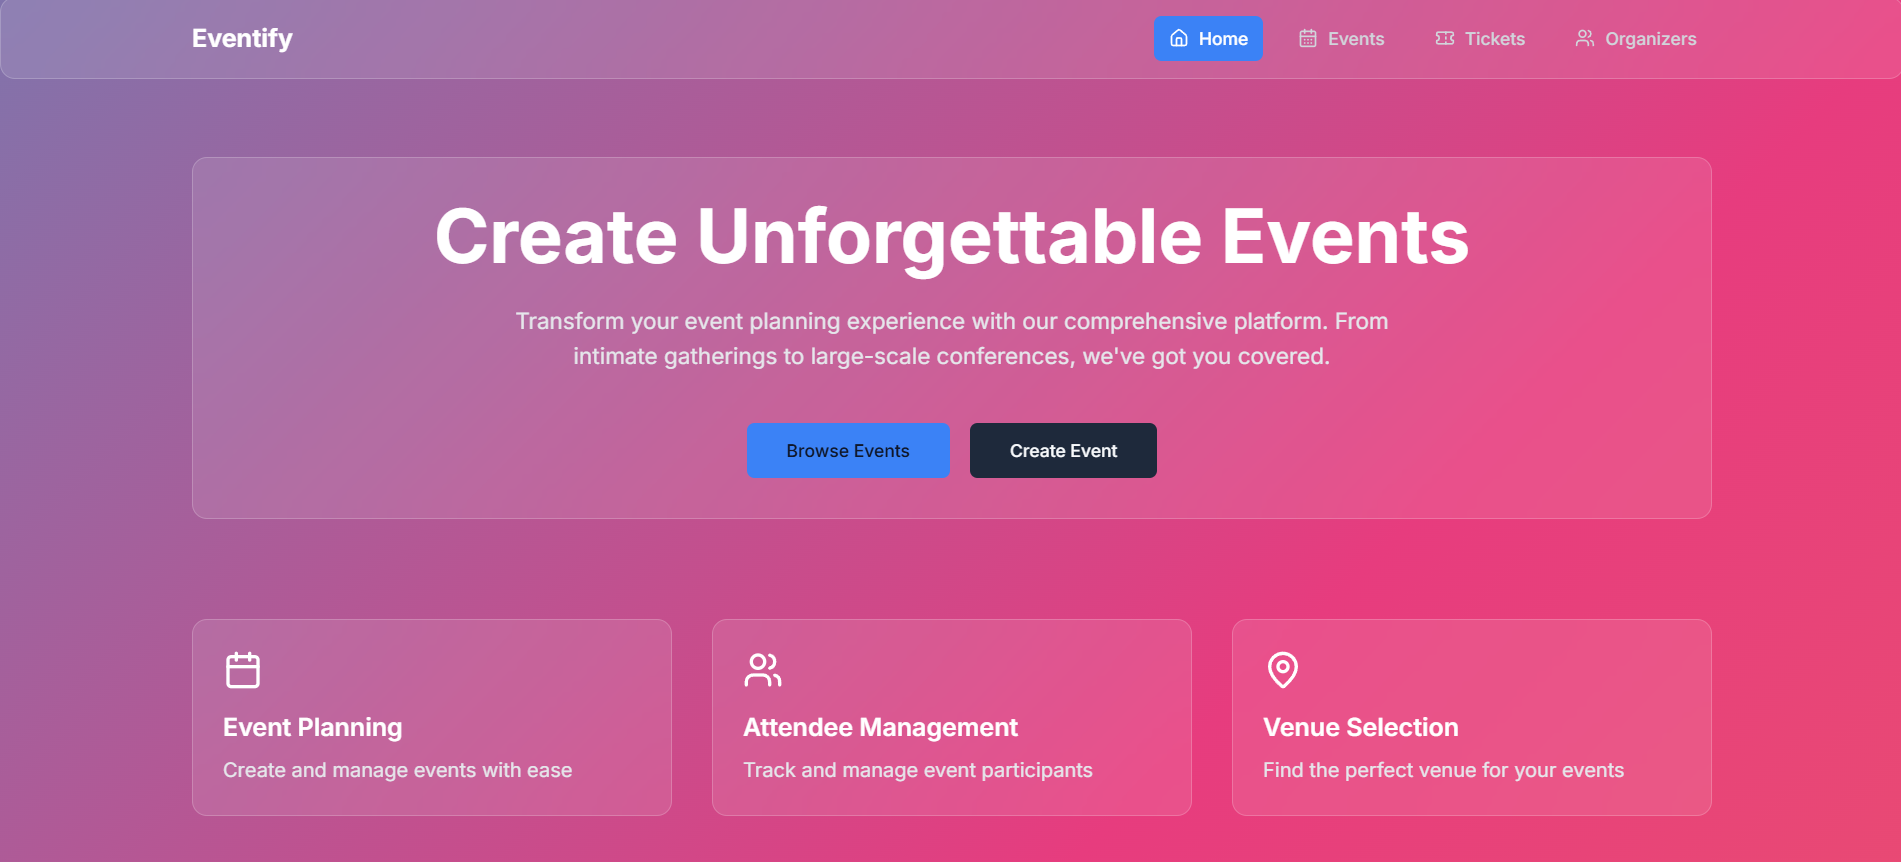 Eventify
Home
Events
Tickets
Organizers
Create Unforgettable Events
Transform your event planning experience with our comprehensive platform. From
intimate gatherings to large-scale conferences, we've got you covered.
Browse Events
Create Event
Event Planning
Create and manage events with ease
Attendee Management
Track and manage event participants
Venue Selection
Find the perfect venue for your events